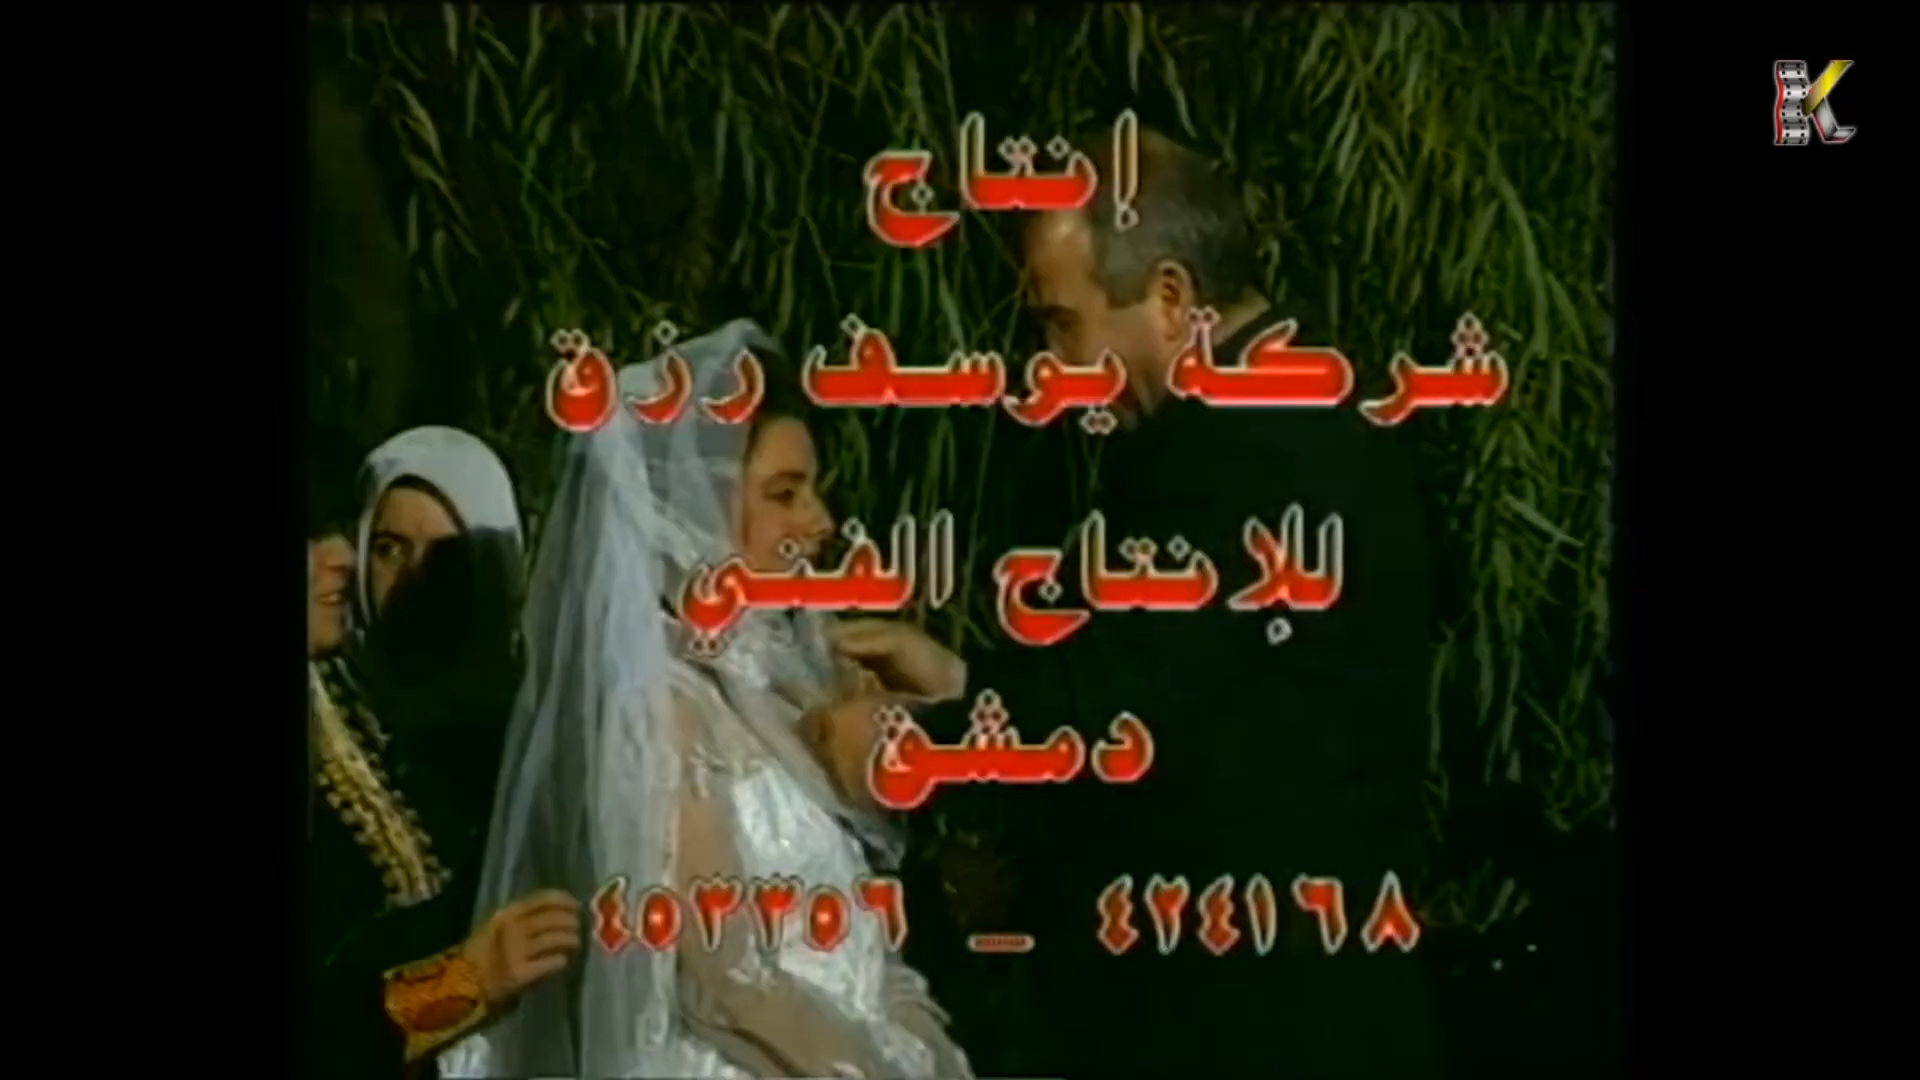 إنتاج
شركة يوسف رزق
للإنتاج الفني
دمشق
٤٥٣٣٥٦ _ ٤٢٤١٦٨
K